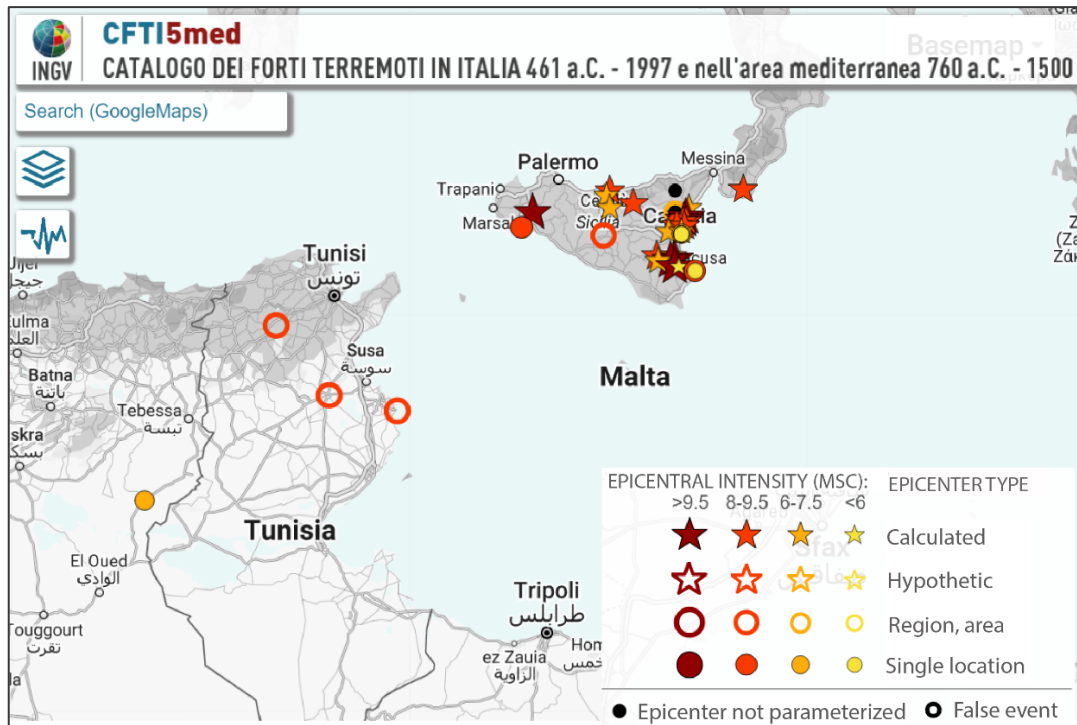 INGV
CFTI5med
CATALOGO DEI FORTI TERREMOTI IN ITALIA 461 a.C. - 1997 e nell'area mediterranea 760 a.C. - 1500
Basemap
Search (GoogleMaps)
Palermo
Messina
Trapani
Sicilia
Tunisi
تونس
Susa
سوسة
Batna
باتنة
Tebessa
تبسة
Malta
Tunisia
El Oued
الوادي
Touggourt
تقرت
Tripoli
طرابلس
ez Zauia
الزاوية
EPICENTRAL INTENSITY (MSC): EPICENTER TYPE
>9.5 8-9.5 6-7.5 <6
Calculated
Hypothetic
Sfax
Region, area
Single location
Epicenter not parameterized False event